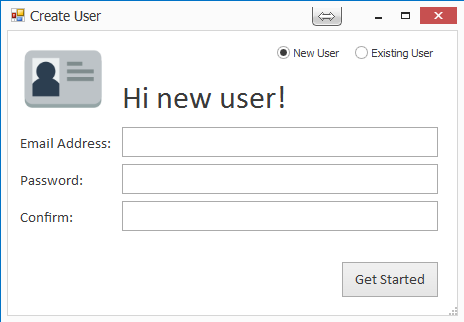 Create User
New User Existing User
Hi new user!
Email Address:
Password:
Confirm:
Get Started